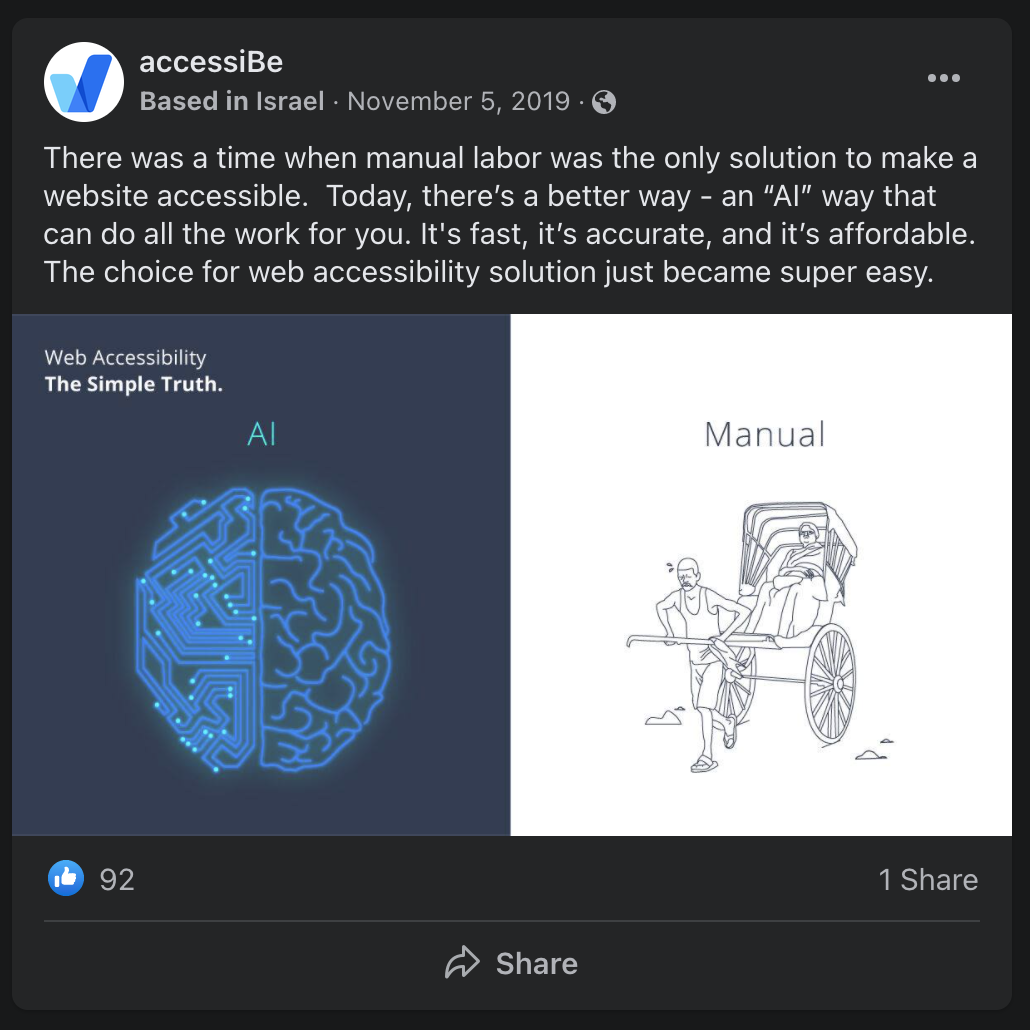 accessiBe
Based in Israel · November 5, 2019 ·
There was a time when manual labor was the only solution to make a
website accessible.  Today, there’s a better way - an “AI” way that
can do all the work for you. It's fast, it’s accurate, and it’s affordable.
The choice for web accessibility solution just became super easy.
Web Accessibility
The Simple Truth.
AI
Manual
92
1 Share
Share